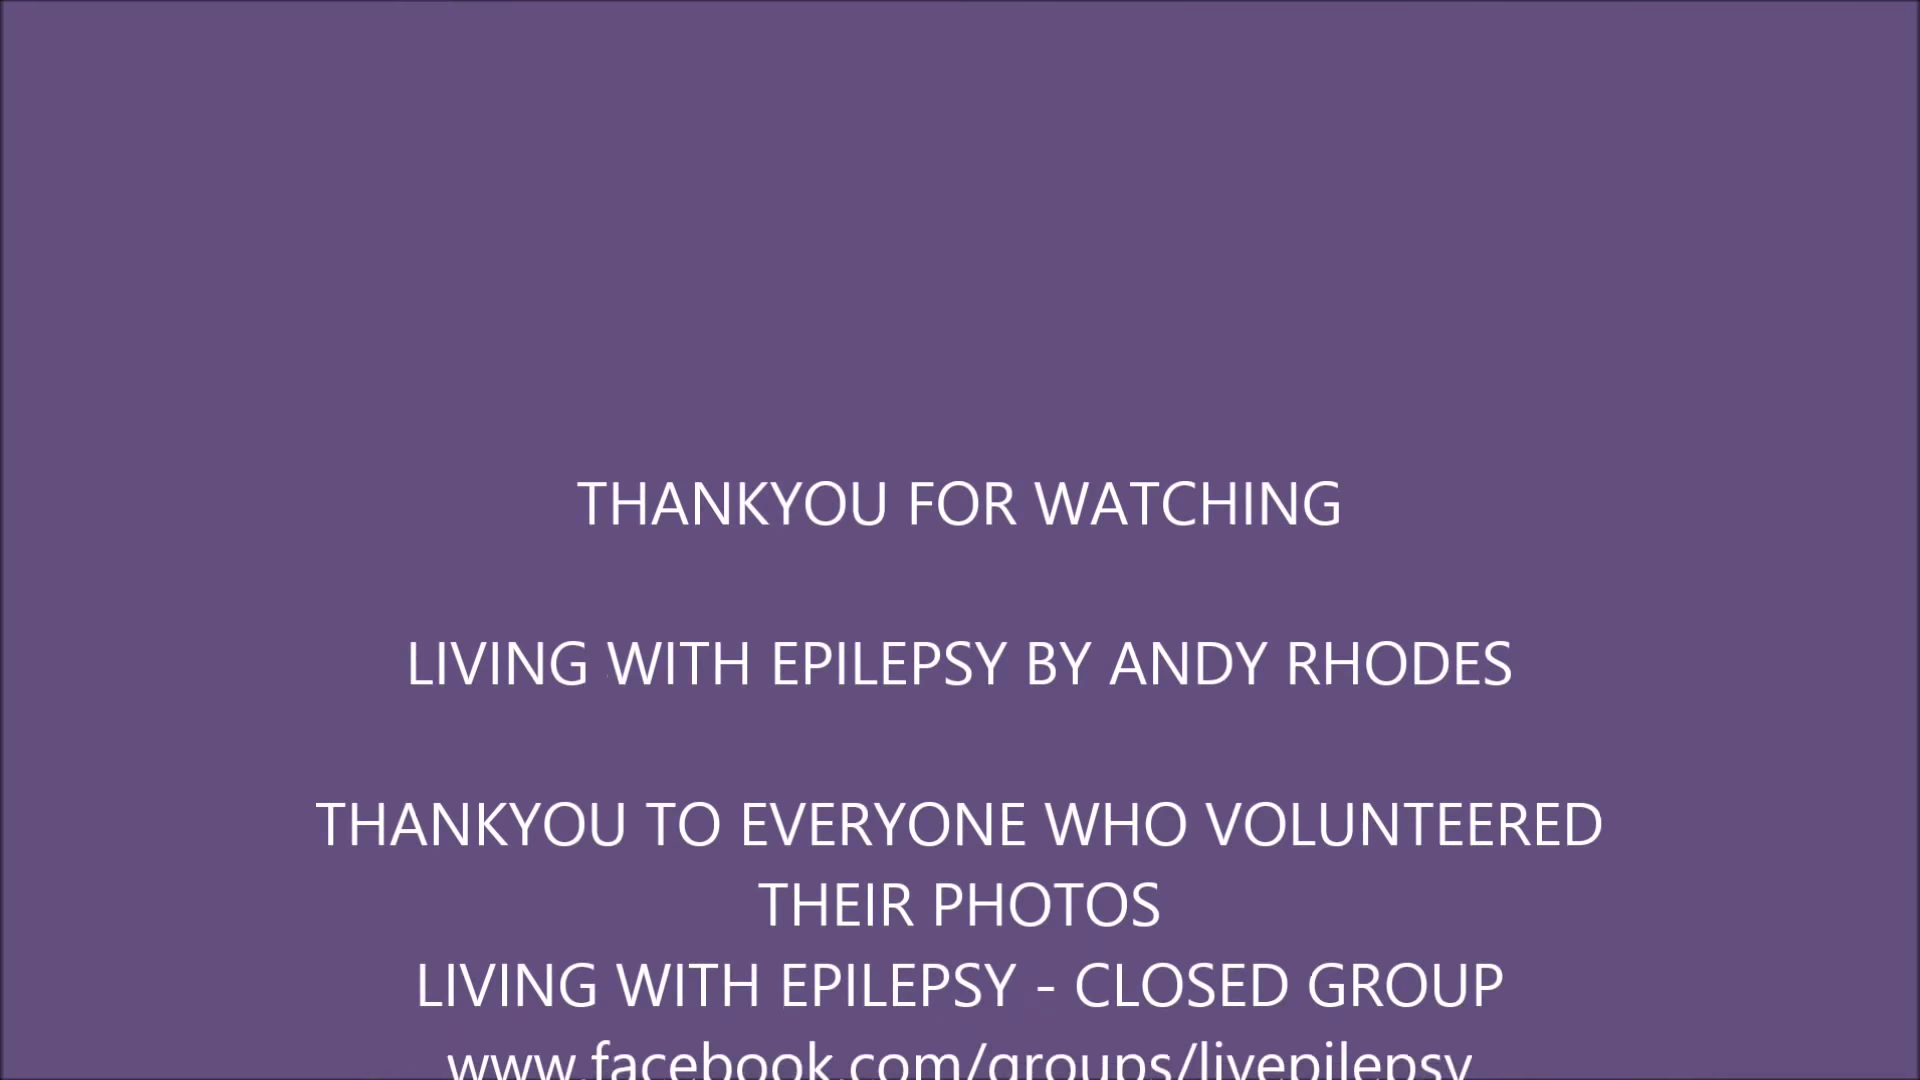 THANKYOU FOR WATCHING
LIVING WITH EPILEPSY BY ANDY RHODES
THANKYOU TO EVERYONE WHO VOLUNTEERED
THEIR PHOTOS
LIVING WITH EPILEPSY - CLOSED GROUP
www.facebook.com/groups/livepilepsy